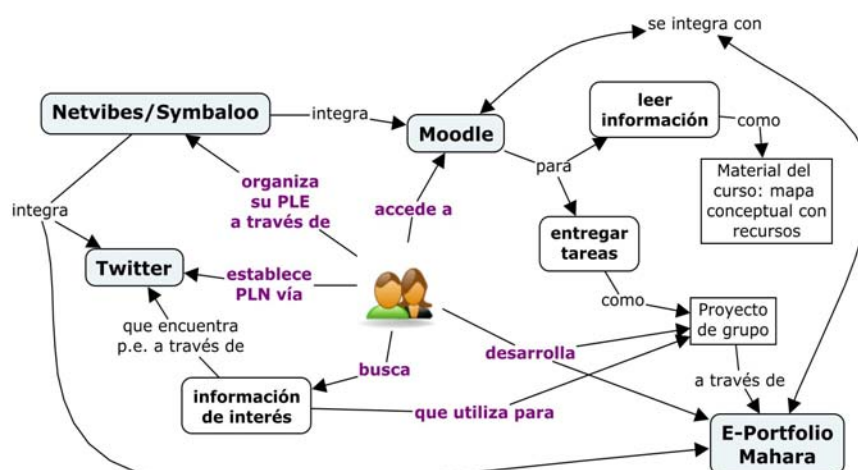 se integra con
Netvibes/Symbaloo
integra
Moodle
leer
información
como
Material del
curso: mapa
conceptual con
recursos
para
organiza
su PLE
a través de
accede a
integra
entregar
tareas
Twitter
establece
PLN vía
como
Proyecto
de grupo
que encuentra
p.e. a través de
desarrolla
busca
a través de
información
de interés
que utiliza para
E-Portfolio
Mahara